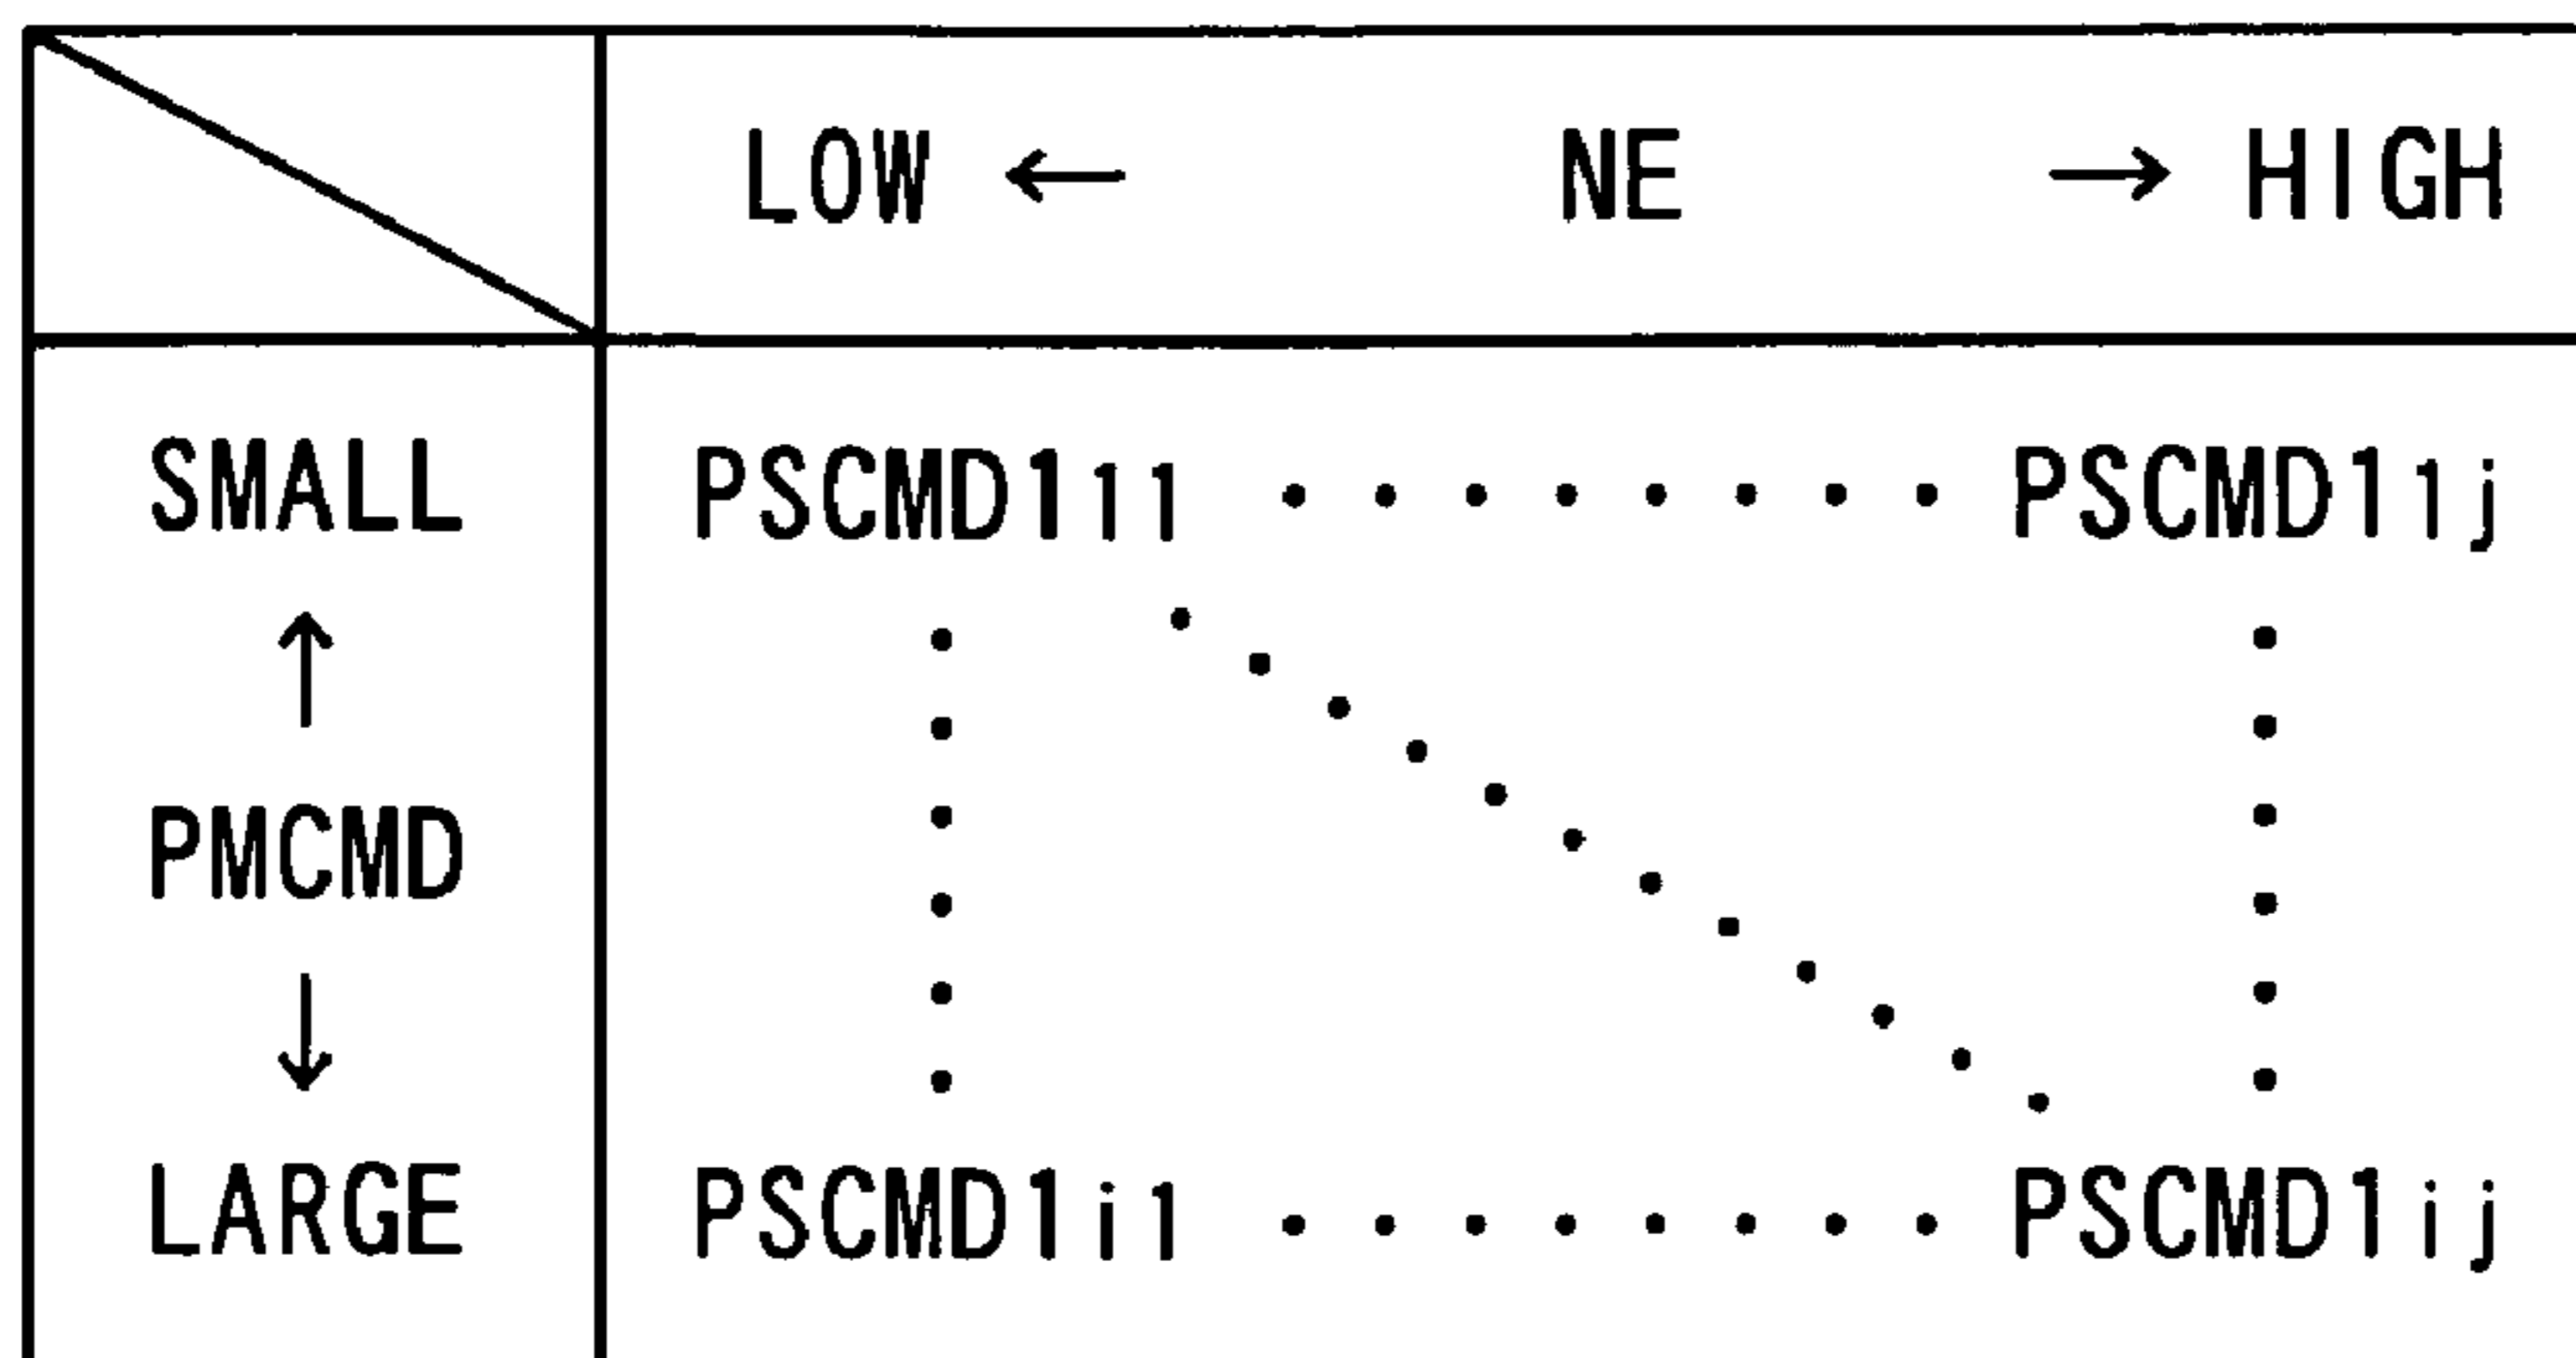 LOW ← NE → HIGH
SMALL PSCMD111 ········ PSCMD11j
↑
PMCMD
↓
LARGE PSCMD1i1 ········ PSCMD1ij